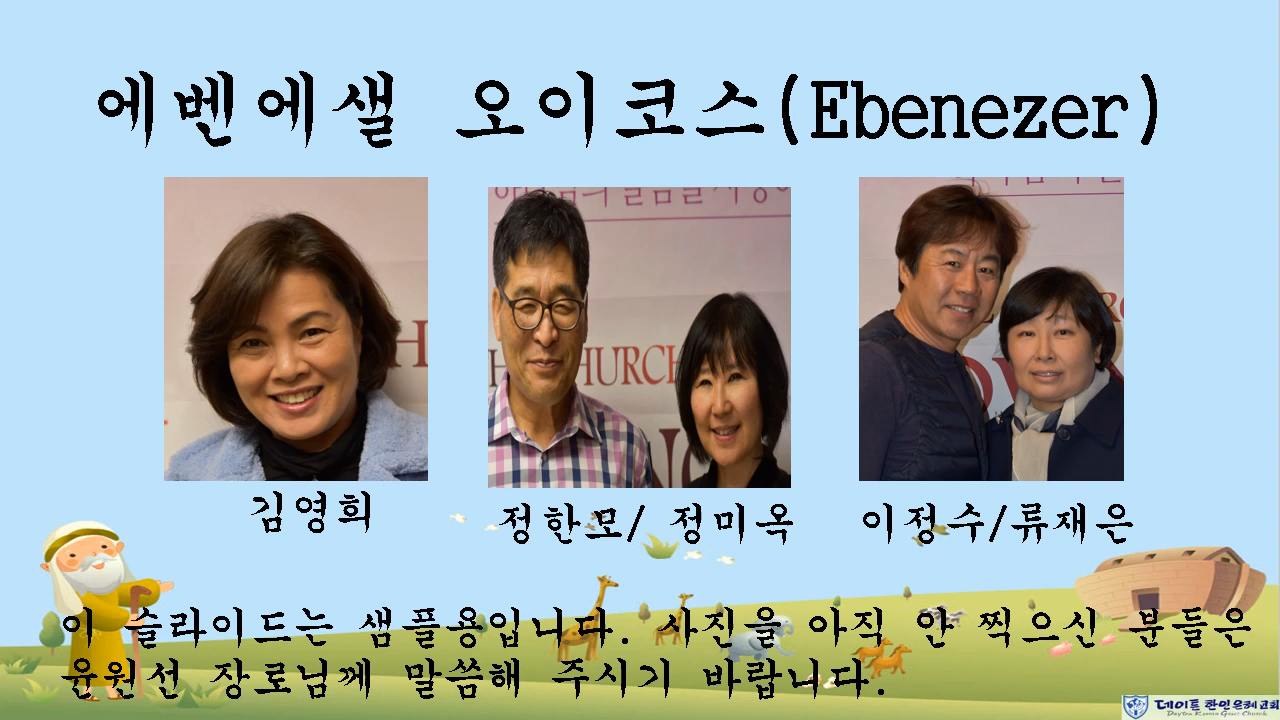 에벤에샐 오이코스(Ebenezer)
H
HURCH
김영희
정한모/ 정미옥
이정수/류재은
이 슬라이드는 샘플용입니다. 사진을 아직 안 찍으신 분들은
윤원선 장로님께 말씀해 주시기 바랍니다.
데이톤 한인은혜교회